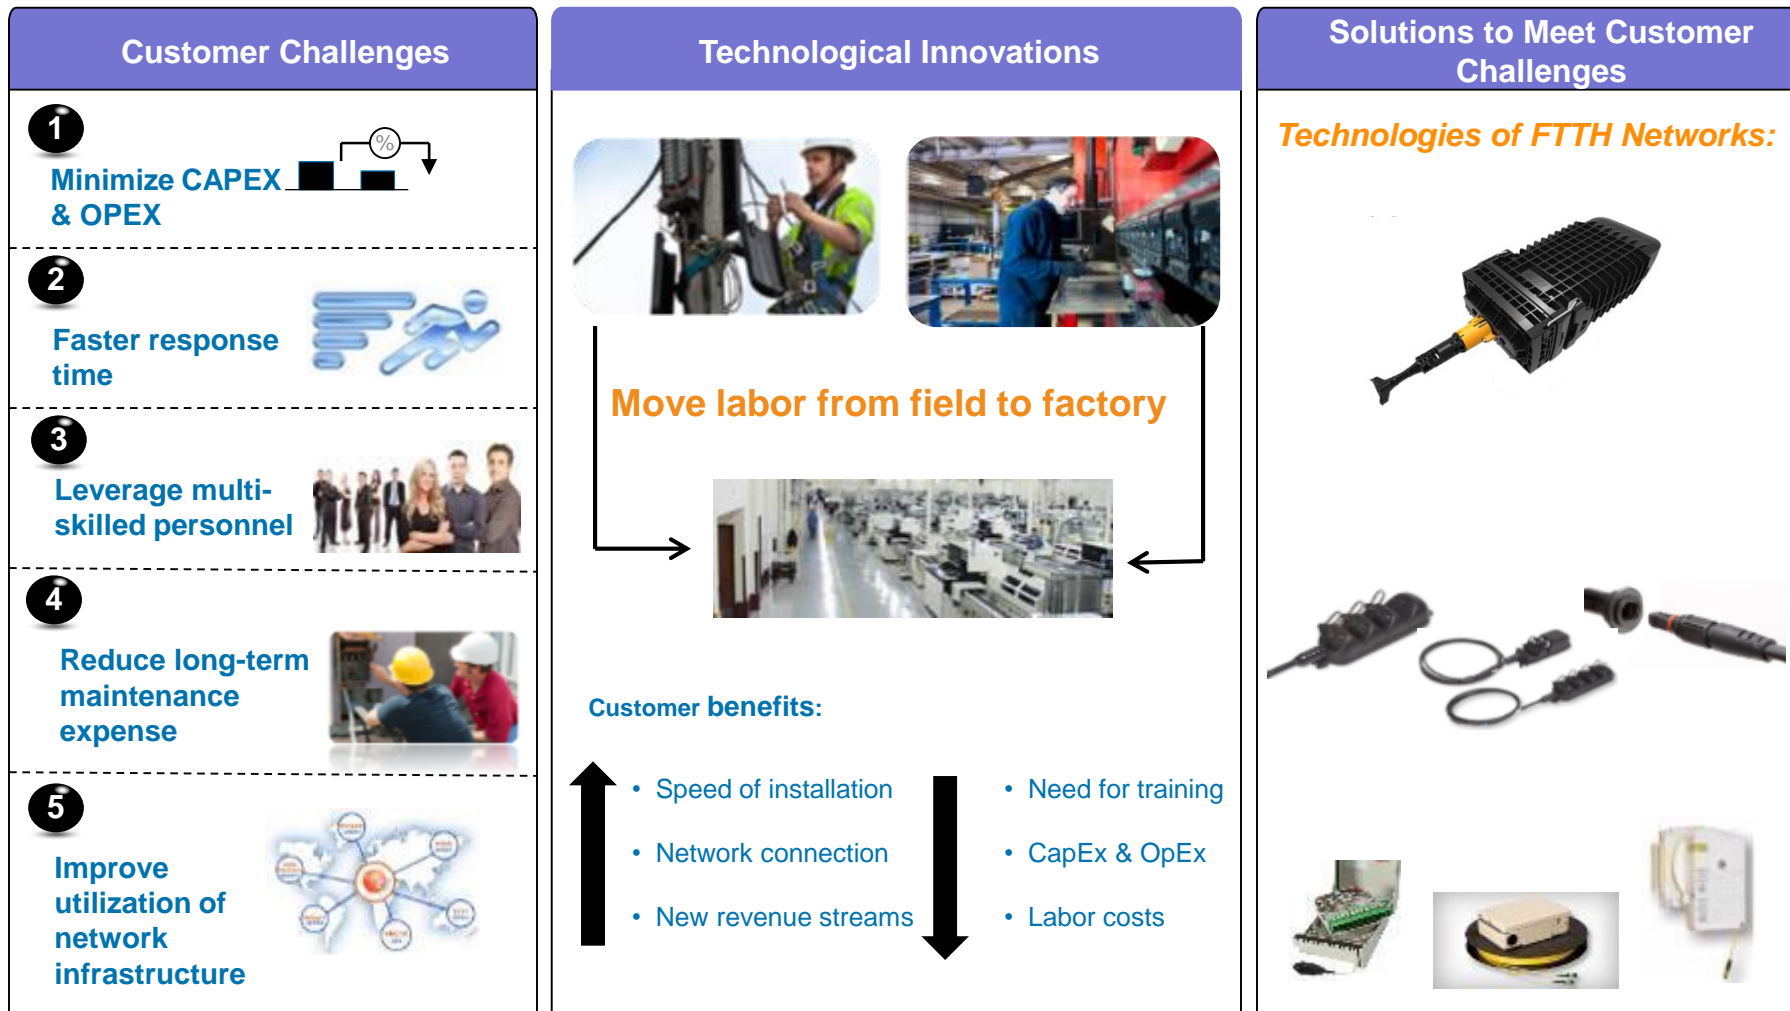 Customer Challenges
1
%
Minimize CAPEX
& OPEX
2
Faster response
time
3
Leverage multi-
skilled personnel
4
Reduce long-term
maintenance
expense
5
Improve
utilization of
network
infrastructure
Technological Innovations
Move labor from field to factory
Customer benefits:
• Speed of installation
• Network connection
• New revenue streams
• Need for training
• CapEx & OpEx
• Labor costs
Solutions to Meet Customer
Challenges
Technologies of FTTH Networks: